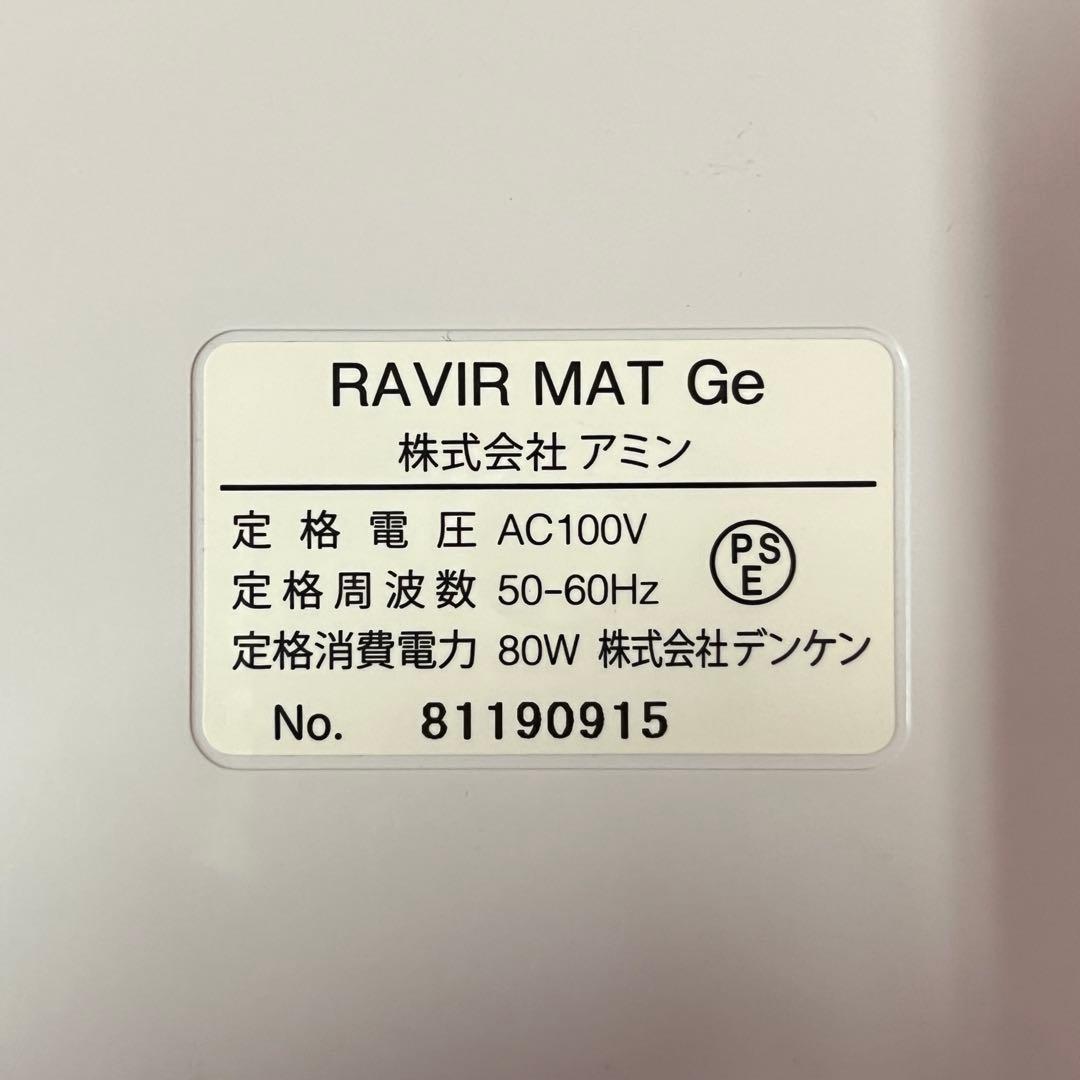 RAVIR MAT Ge
株式会社 アミン
定格電圧 AC100V
定格周波数 50-60Hz
PSE
定格消費電力 80W 株式会社デンケン
No. 81190915